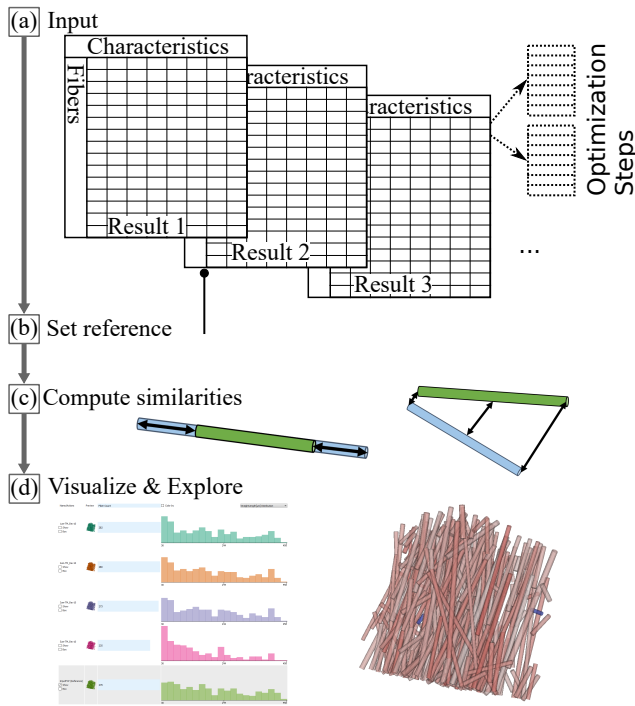 (a) Input
Characteristics
Fibers
Result 1
racteristics
Result 2
racteristics
Result 3
Optimization
Steps
...
(b) Set reference
(c) Compute similarities
(d) Visualize & Explore